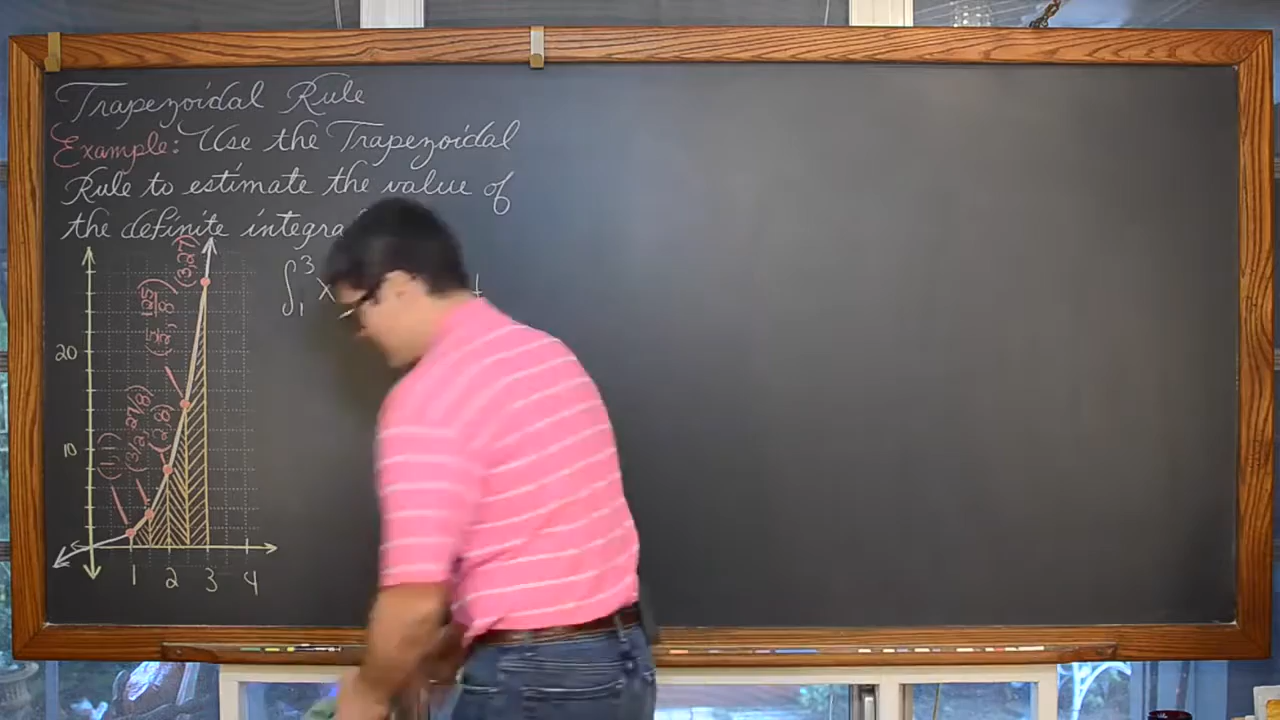 Trapezoidal Rule
Example: Use the Trapezoidal
Rule to estimate the value of
the definite integra
∫₁³ x
(3,27)
(5/2, 125/8)
20
(2,8)
(3/2, 27/8)
10
(1,1)
1 2 3 4